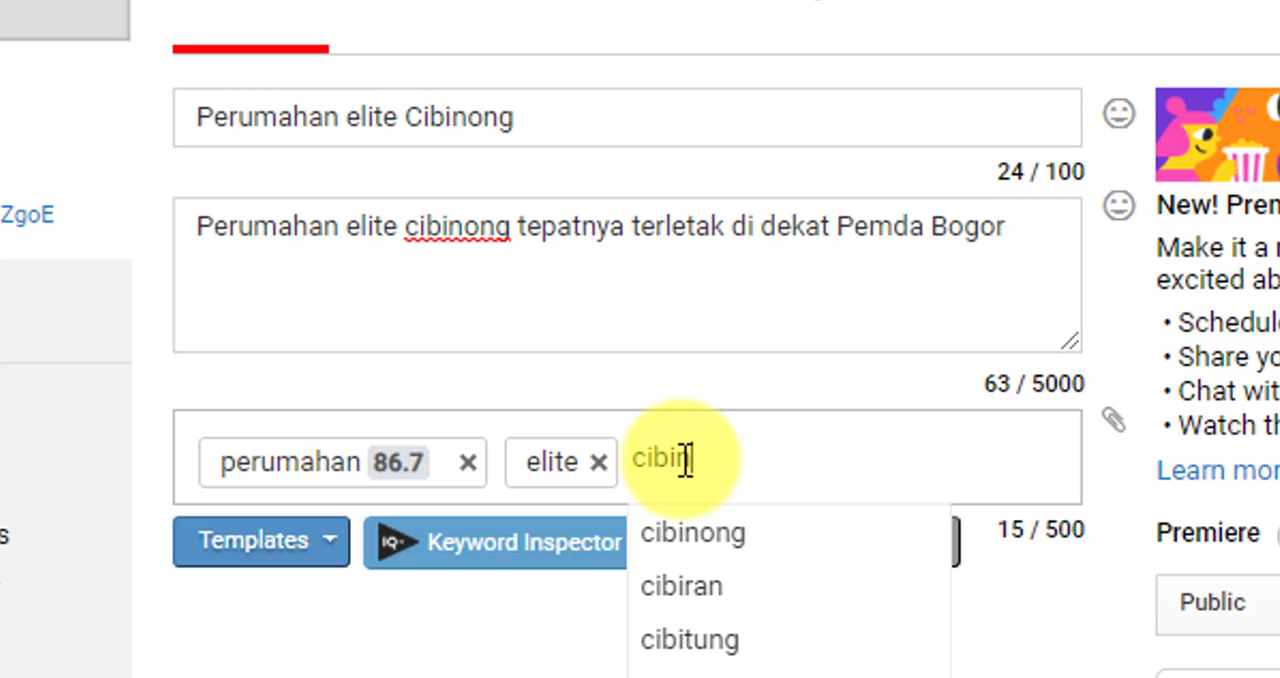 Perumahan elite Cibinong
24 / 100
ZgoE
Perumahan elite cibinong tepatnya terletak di dekat Pemda Bogor
63 / 5000
New! Pren
Make it a
excited ab
• Schedul
• Share yo
• Chat wit
• Watch th
Learn mor
perumahan 86.7 × elite × cibin
Templates IQ Keyword Inspector
15 / 500
cibinong
cibiran
cibitung
Premiere
Public